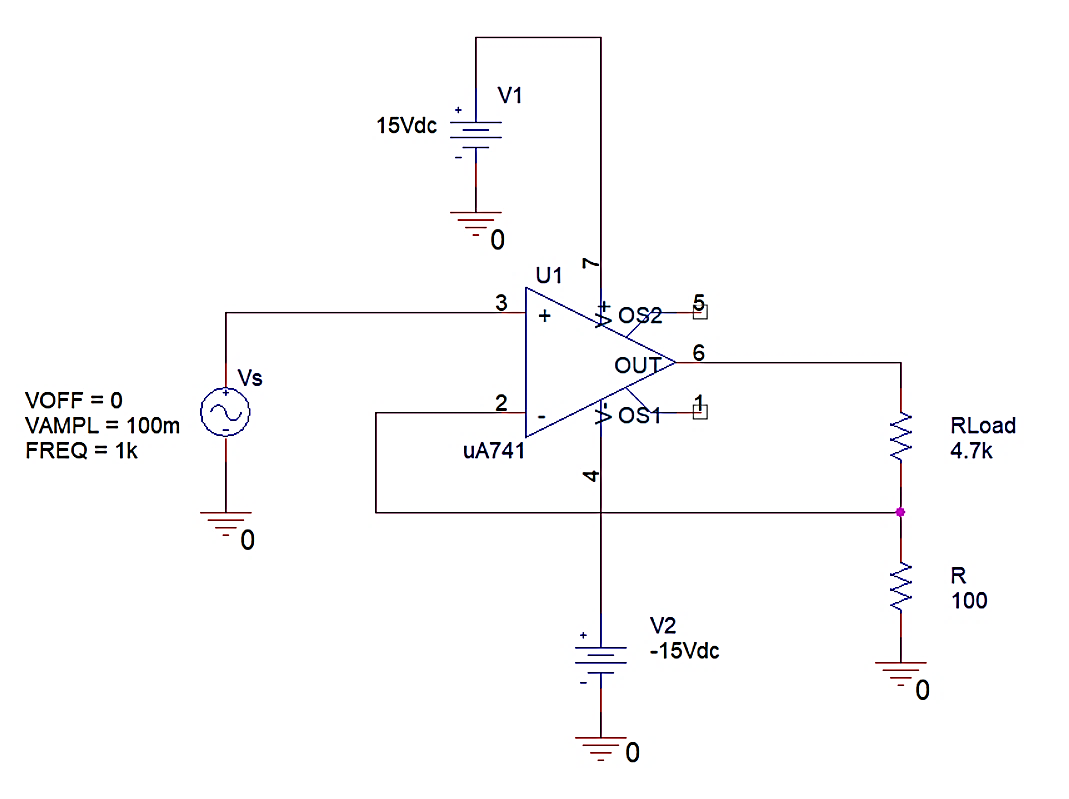 V1
+
15Vdc
-
0
7
U1
3
+
V+
OS2
5
OUT
6
Vs
+
-
VOFF = 0
VAMPL = 100m
FREQ = 1k
2
-
V-
OS1
1
uA741
4
RLoad
4.7k
0
R
100
V2
+
-15Vdc
-
0
0